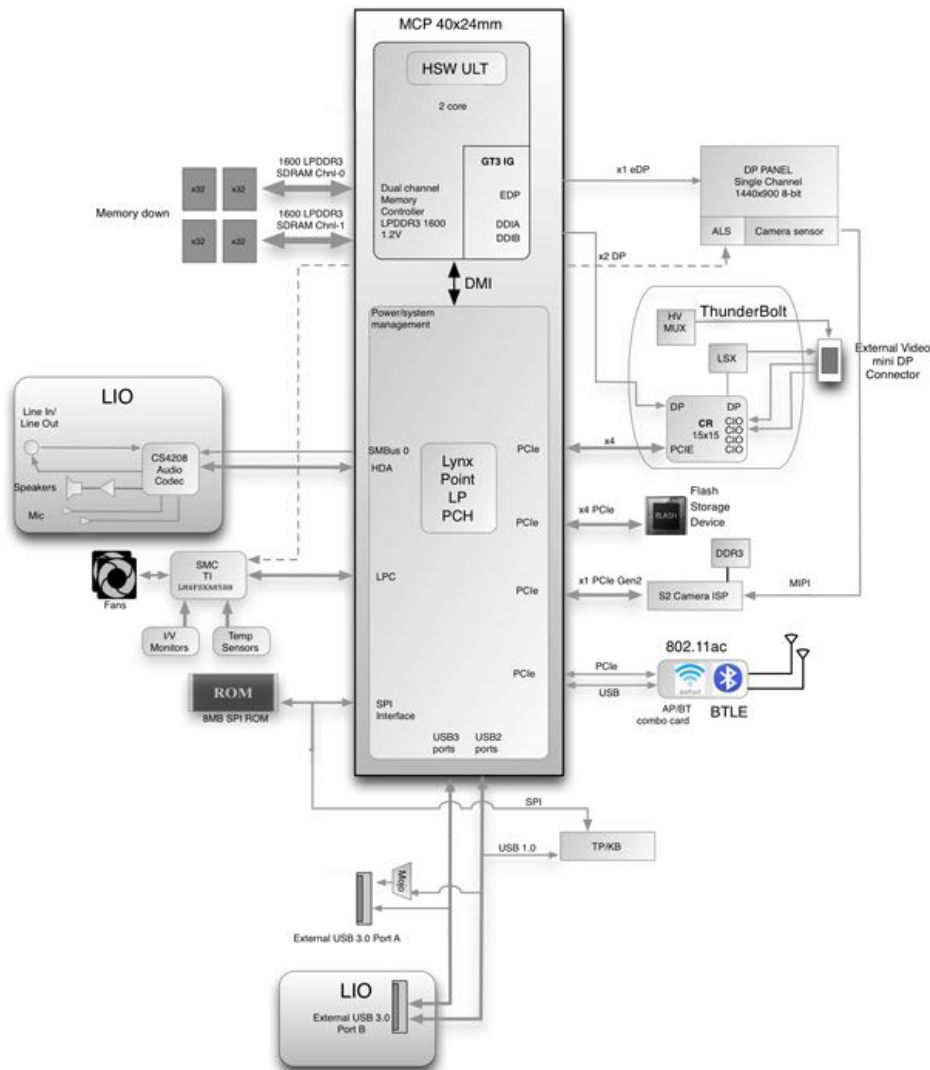 MCP 40x24mm
HSW ULT
2 core
GT3 IG
EDP
DDIA
DDIB
Dual channel
Memory
Controller
LPDDR3 1600
1.2V
1600 LPDDR3
SDRAM Chnl-0
x32
x32
Memory down
1600 LPDDR3
SDRAM Chnl-1
x32
x32
x1 eDP
DP PANEL
Single Channel
1440x900 8-bit
ALS
Camera sensor
x2 DP
DMI
Power/system
management
ThunderBolt
HV
MUX
LSX
External Video
mini DP
Connector
DP
DP
CR
15x15
CIO
CIO
CIO
CIO
PCIE
x4
LIO
Line In/
Line Out
CS4208
Audio
Codec
Speakers
Mic
SMBus 0
HDA
PCIe
Lynx
Point
LP
PCH
x4 PCIe
PCIe
FLASH
Flash
Storage
Device
DDR3
Fans
SMC
TI
LM4FSXAH5BB
LPC
PCIe
x1 PCIe Gen2
S2 Camera ISP
MIPI
I/V
Monitors
Temp
Sensors
802.11ac
PCIe
PCIe
USB
AP/BT
combo card
BTLE
ROM
8MB SPI ROM
SPI
Interface
USB3
ports
USB2
ports
SPI
USB 1.0
TP/KB
Mojo
External USB 3.0 Port A
LIO
External USB 3.0
Port B